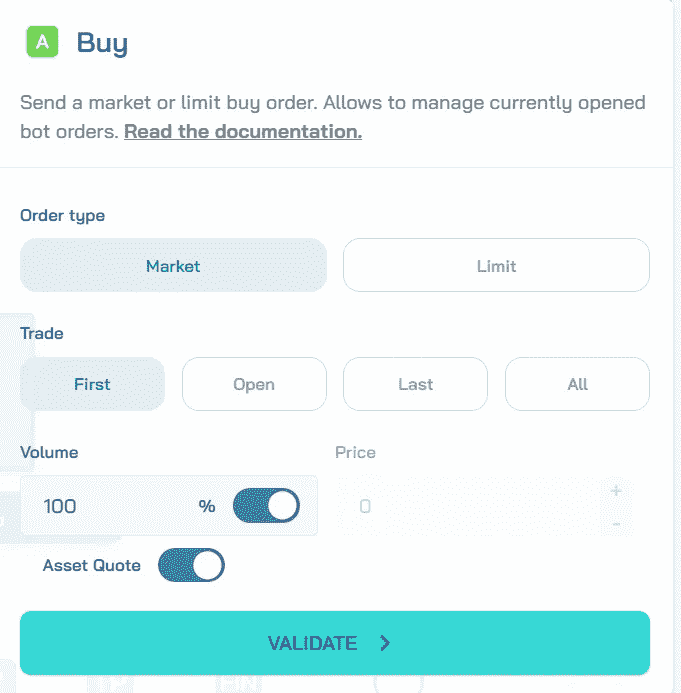 A Buy
Send a market or limit buy order. Allows to manage currently opened
bot orders. Read the documentation.
Order type
Market Limit
Trade
First Open Last All
Volume Price
100 % 0 +
-
Asset Quote
VALIDATE >